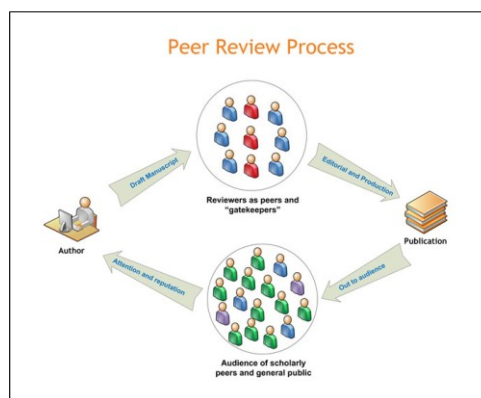 Peer Review Process
Draft Manuscript
Reviewers as peers and
"gatekeepers"
Editorial and Production
Author
Publication
Attention and reputation
Out to audience
Audience of scholarly
peers and general public